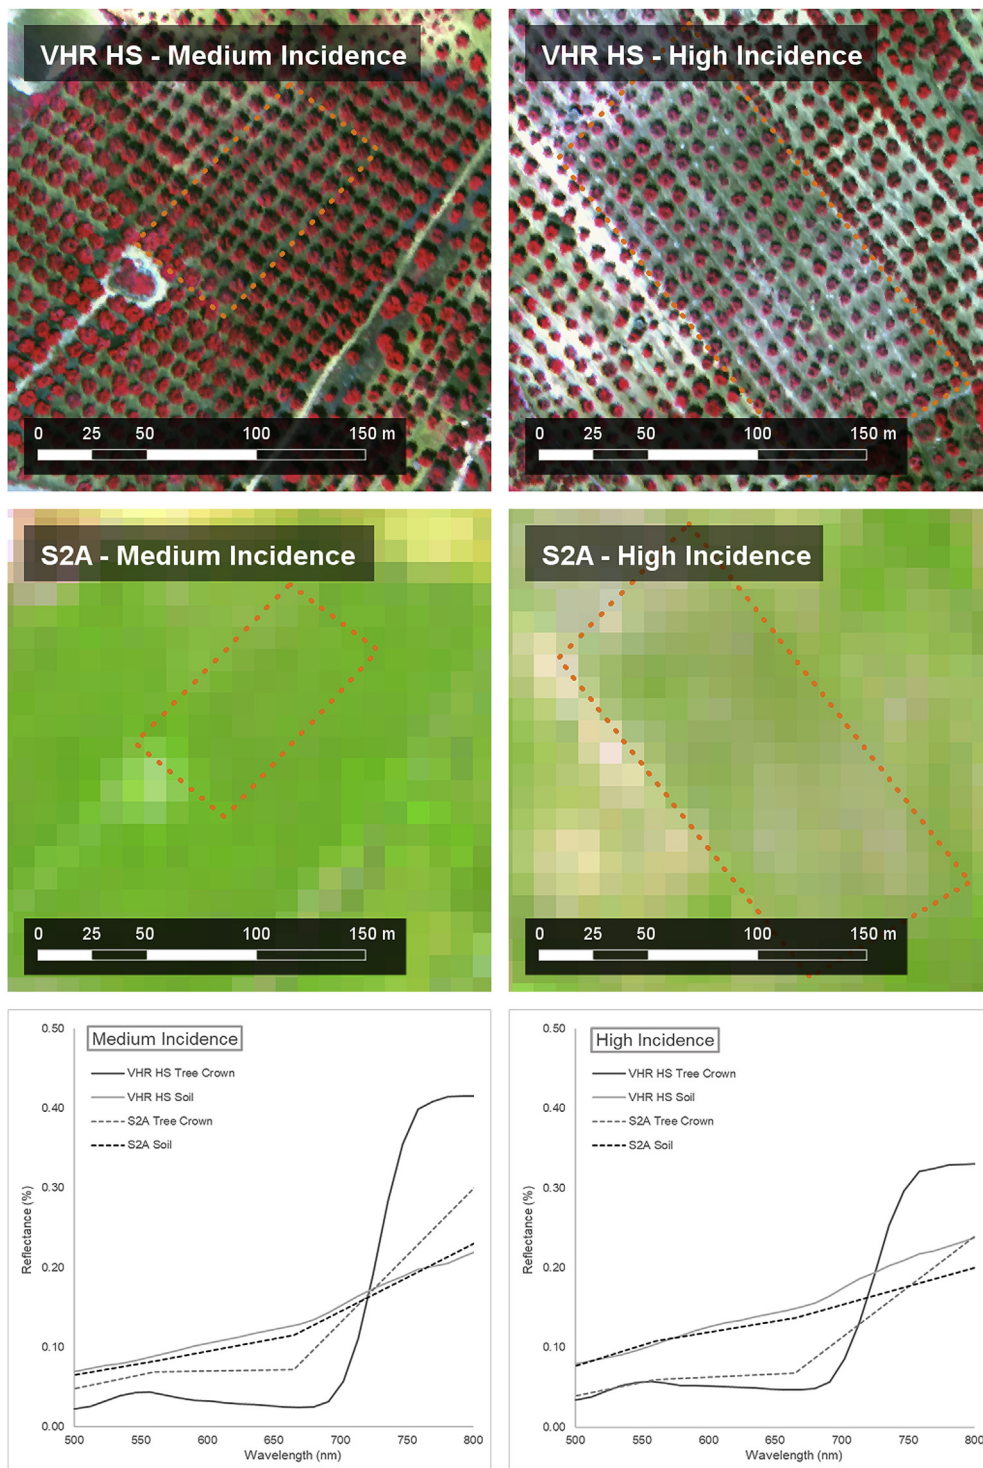 VHR HS - Medium Incidence
VHR HS - High Incidence
0 25 50 100 150 m
0 25 50 100 150 m
S2A - Medium Incidence
S2A - High Incidence
0 25 50 100 150 m
0 25 50 100 150 m
Medium Incidence
VHR HS Tree Crown
VHR HS Soil
S2A Tree Crown
S2A Soil
Reflectance (%)
0.50
0.40
0.30
0.20
0.10
0.00
500 550 600 650 700 750 800
Wavelength (nm)
High Incidence
VHR HS Tree Crown
VHR HS Soil
S2A Tree Crown
S2A Soil
Reflectance (%)
0.50
0.40
0.30
0.20
0.10
0.00
500 550 600 650 700 750 800
Wavelength (nm)